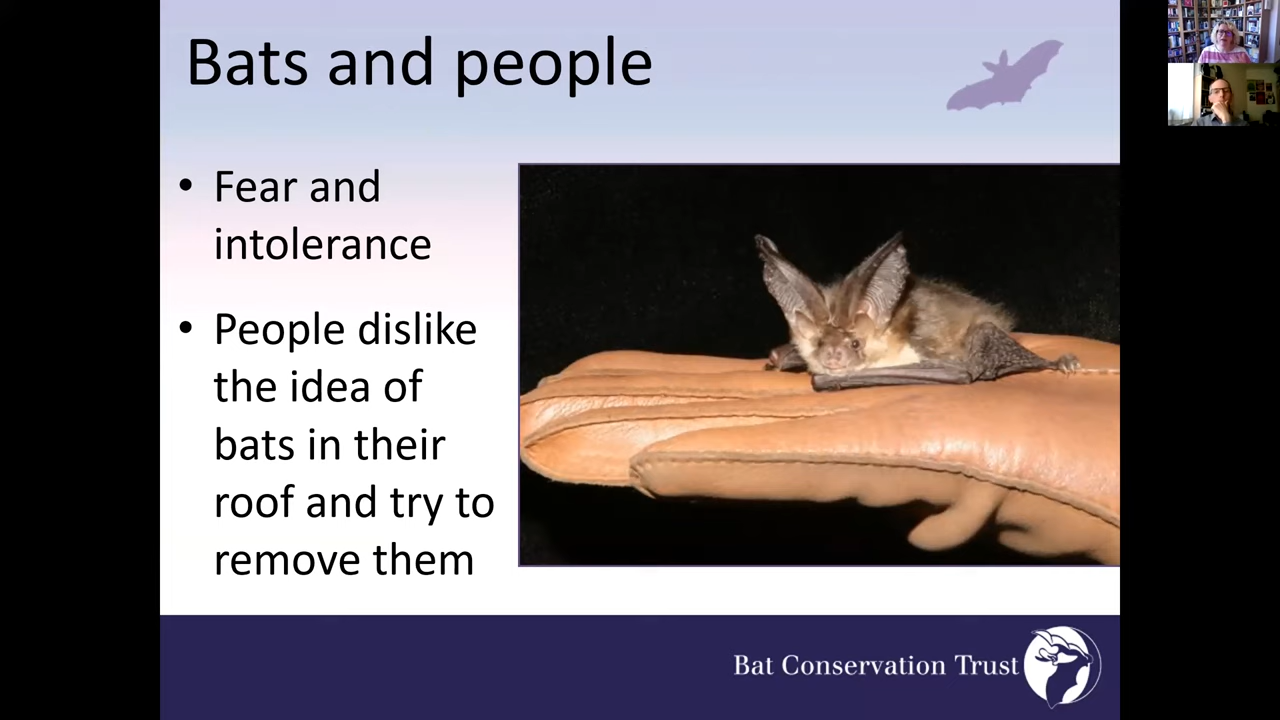 Bats and people
• Fear and
intolerance
• People dislike
the idea of
bats in their
roof and try to
remove them
Bat Conservation Trust